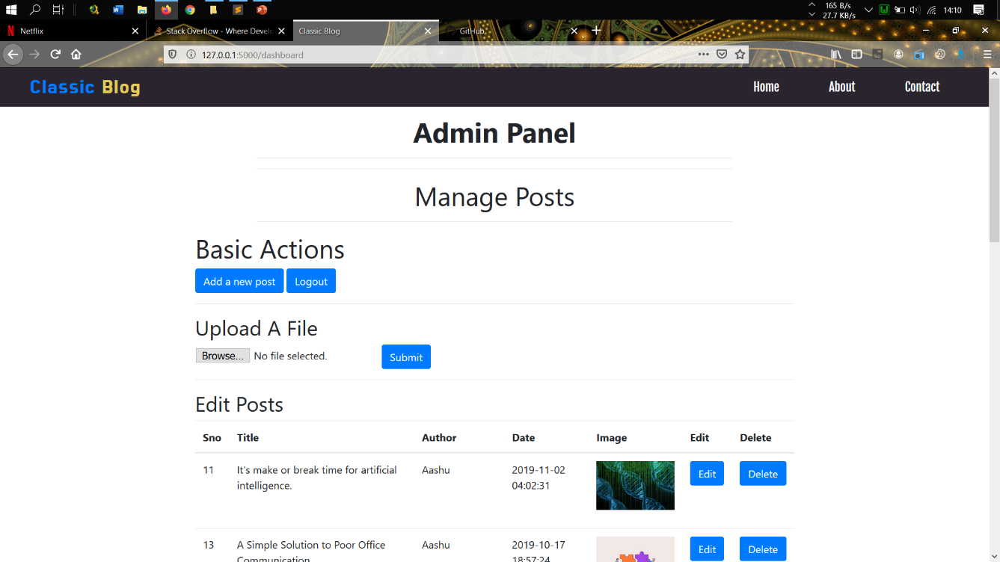 165 B/s
27.7 KB/s
14:10
Netflix
Stack Overflow - Where Develo
Classic Blog
GitHub
127.0.0.1:5000/dashboard
Classic Blog
Home
About
Contact
Admin Panel
Manage Posts
Basic Actions
Add a new post
Logout
Upload A File
Browse...
No file selected.
Submit
Edit Posts
Sno Title Author Date Image Edit Delete
11 It's make or break time for artificial Aashu 2019-11-02 Edit Delete
intelligence. 04:02:31
13 A Simple Solution to Poor Office Aashu 2019-10-17 Edit Delete
Communication 18:57:24